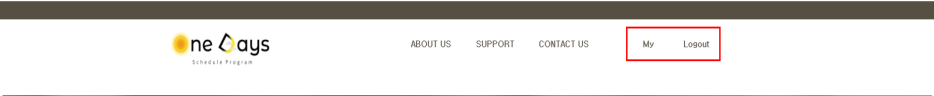 One Days
Schedule Program
ABOUT US SUPPORT CONTACT US My Logout